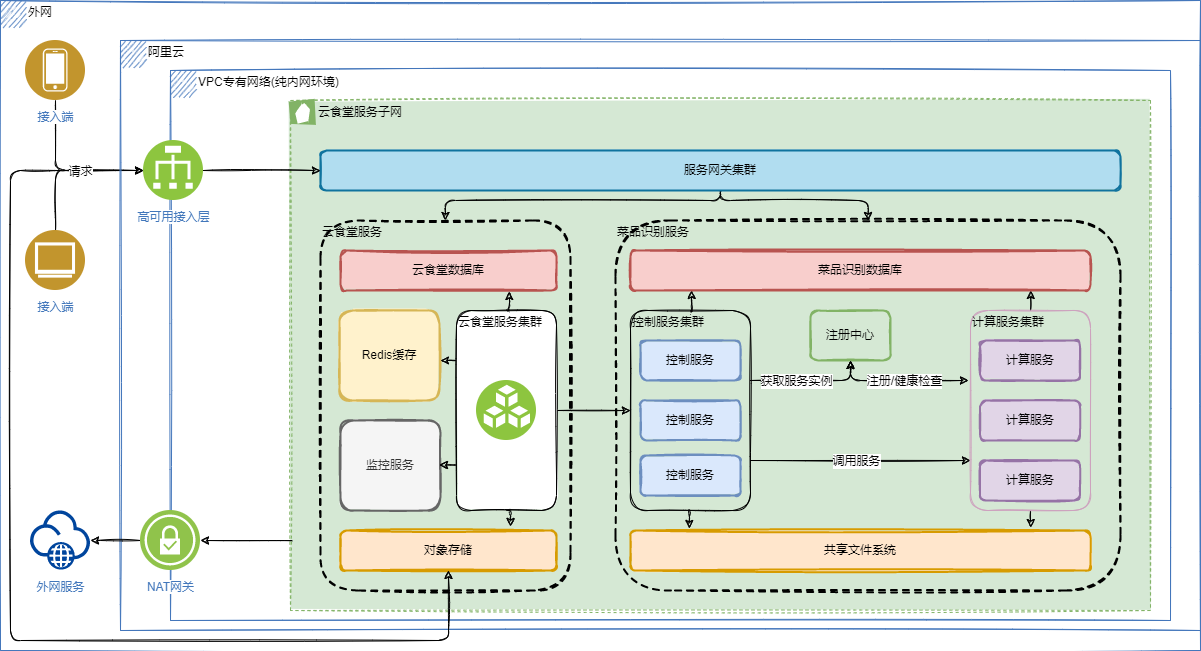 外网
阿里云
VPC专有网络(纯内网环境)
云食堂服务子网
接入端
请求
高可用接入层
接入端
服务网关集群
云食堂服务
菜品识别服务
云食堂数据库
菜品识别数据库
云食堂服务集群
Redis缓存
监控服务
对象存储
控制服务集群
控制服务
控制服务
控制服务
注册中心
获取服务实例
注册/健康检查
调用服务
计算服务集群
计算服务
计算服务
计算服务
共享文件系统
外网服务
NAT网关